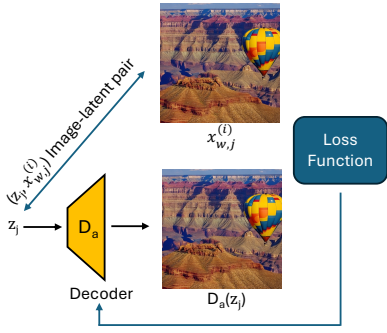 x_{w,j}^{(i)}
(z_j, x_{w,j}^{(i)}) Image-latent pair
Loss
Function
z_j
D_a
Decoder
D_a(z_j)